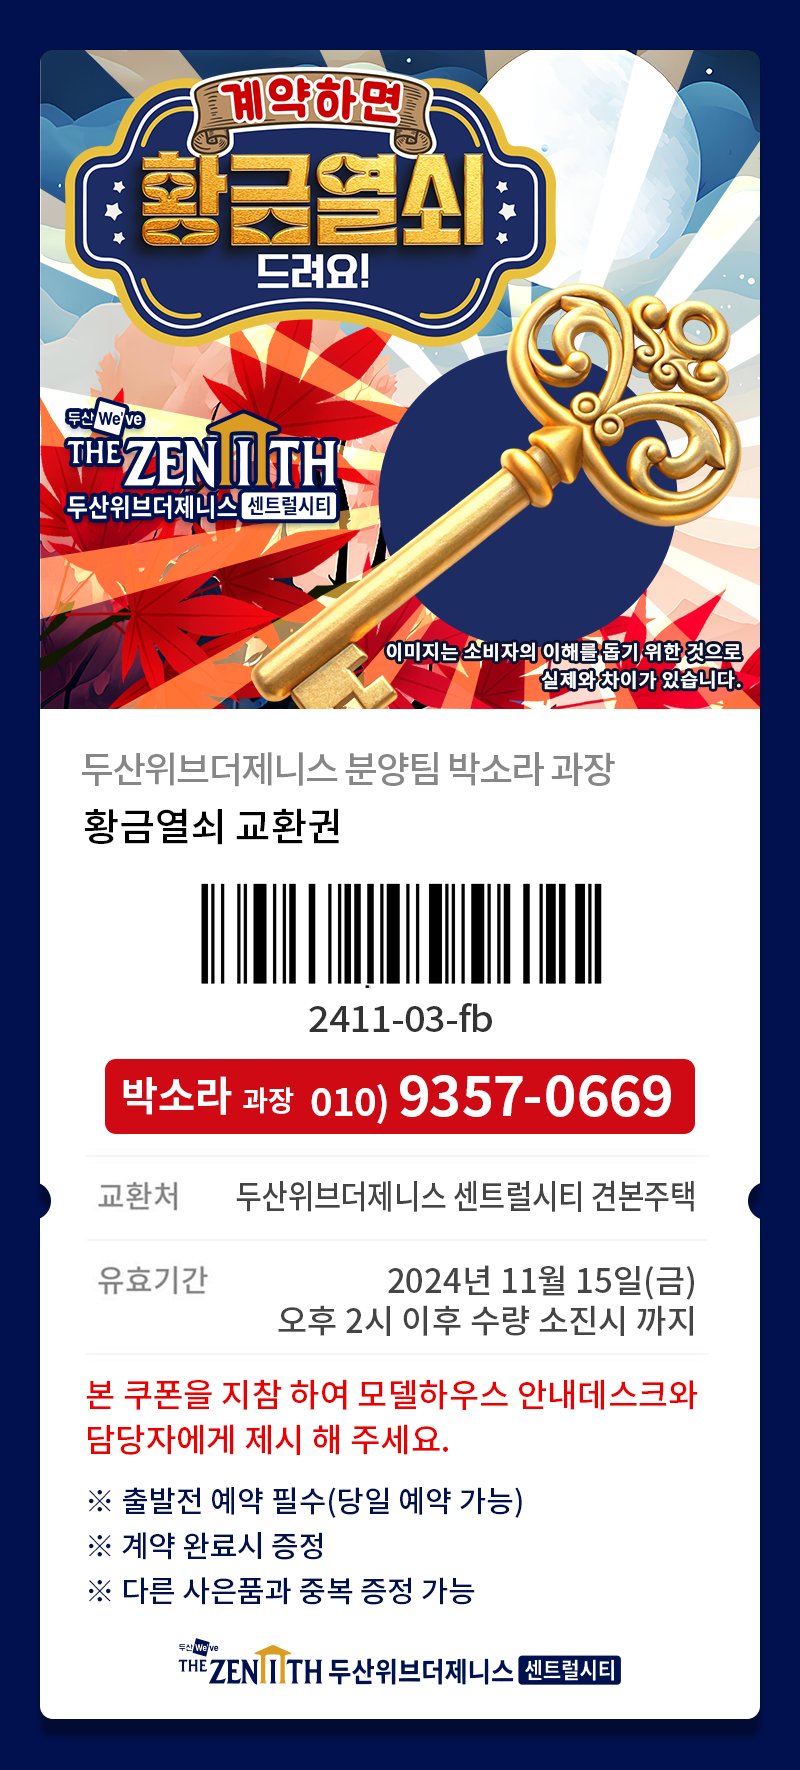 계약하면
황금열쇠
드려요!
두산 We've
THE ZENITH
두산위브더제니스 센트럴시티
이미지는 소비자의 이해를 돕기 위한 것으로
실제와 차이가 있습니다.
두산위브더제니스 분양팀 박소라 과장
황금열쇠 교환권
2411-03-fb
박소라 과장 010) 9357-0669
교환처 두산위브더제니스 센트럴시티 견본주택
유효기간 2024년 11월 15일(금)
오후 2시 이후 수량 소진시 까지
본 쿠폰을 지참 하여 모델하우스 안내데스크와
담당자에게 제시 해 주세요.
※ 출발전 예약 필수(당일 예약 가능)
※ 계약 완료시 증정
※ 다른 사은품과 중복 증정 가능
두산 We've
THE ZENITH 두산위브더제니스 센트럴시티